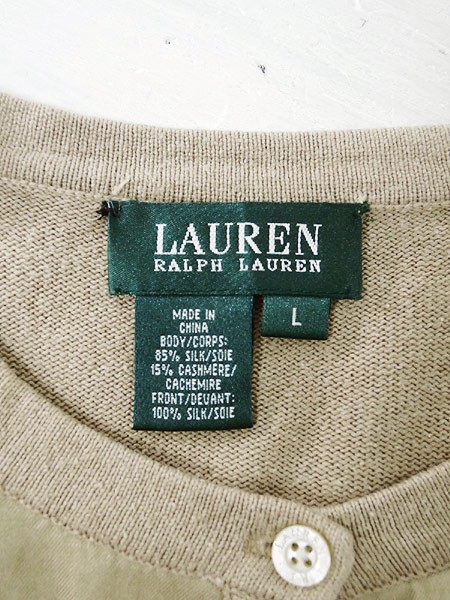 LAUREN
RALPH LAUREN
L
MADE IN
CHINA
BODY/CORPS:
85% SILK/SOIE
15% CASHMERE/
CACHEMIRE
FRONT/DEVANT:
100% SILK/SOIE